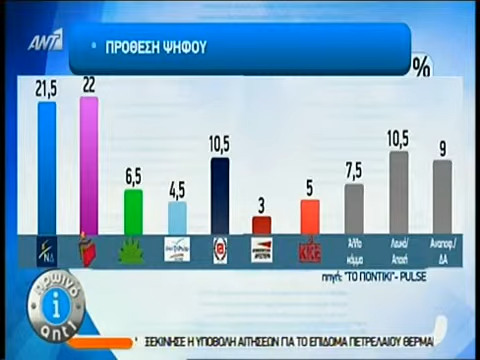 ANT1
• ΠΡΟΘΕΣΗ ΨΗΦΟΥ
%
21,5 22 6,5 4,5 10,5 3 5 7,5 10,5 9
ΝΔ ΚΚΕ Άλλο κόμμα Λευκό/ Αποχή Αναποφ./ ΔΑ
πηγή: "ΤΟ ΠΟΝΤΙΚΙ"- PULSE
πρωινό
i
anti
ΞΕΚΙΝΗΣΕ Η ΥΠΟΒΟΛΗ ΑΙΤΗΣΕΩΝ ΓΙΑ ΤΟ ΕΠΙΔΟΜΑ ΠΕΤΡΕΛΑΙΟΥ ΘΕΡΜΑ